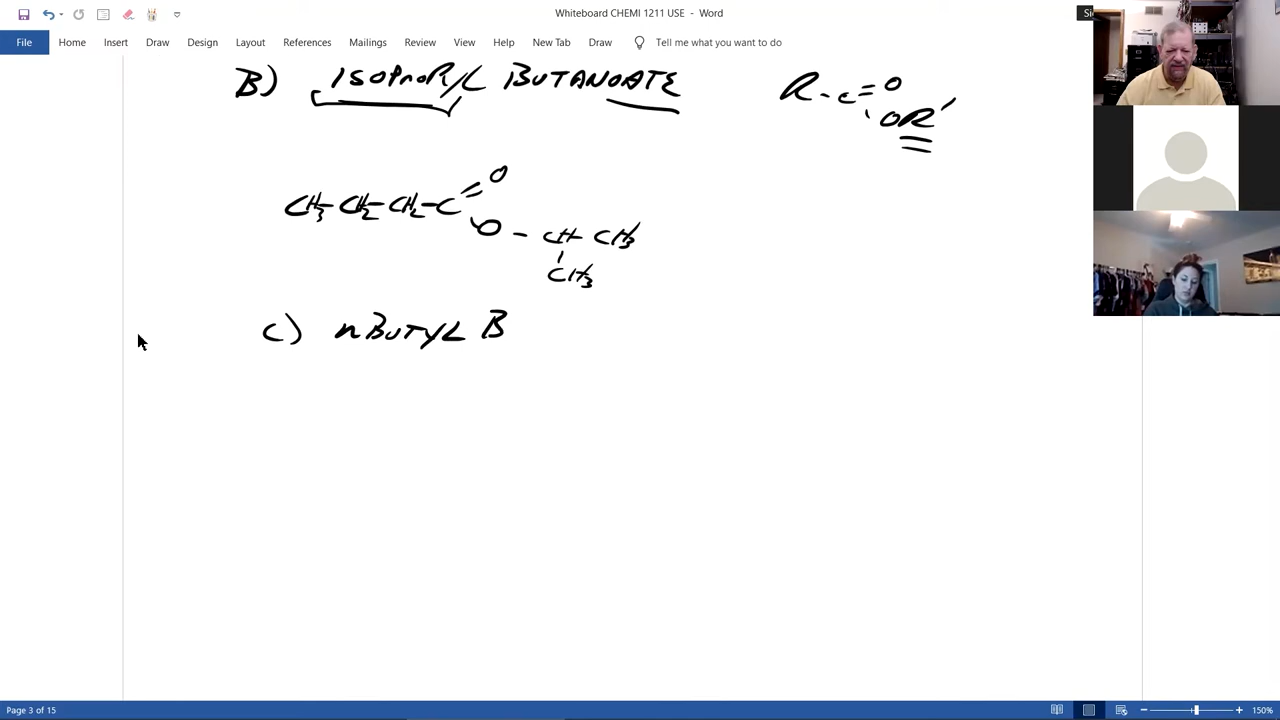 Whiteboard CHEMI 1211 USE - Word
File Home Insert Draw Design Layout References Mailings Review View Help New Tab Draw Tell me what you want to do
B) ISOPROPYL BUTANOATE
R - C = O
OR'
CH3 - CH2 - CH2 - C = O
O - CH - CH3
CH3
C) nBUTYL B
Page 3 of 15
150%